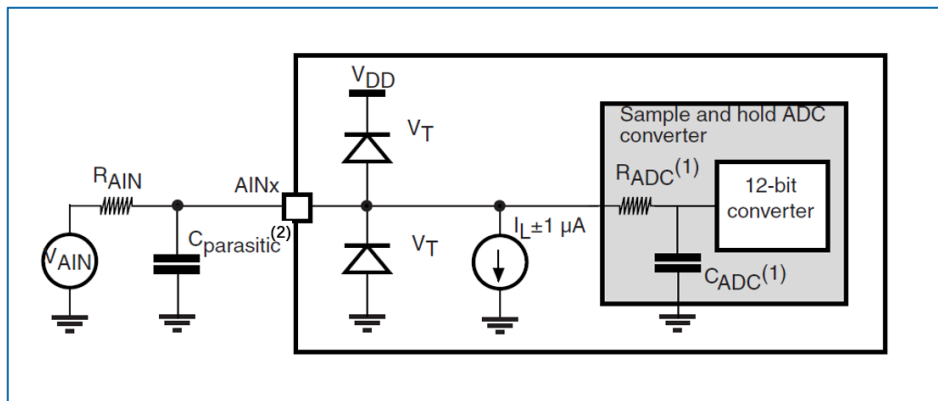 VDD
VT
Sample and hold ADC
converter
RAIN
AINx
RADC(1)
12-bit
converter
VAIN
Cparasitic(2)
VT
IL±1 µA
CADC(1)